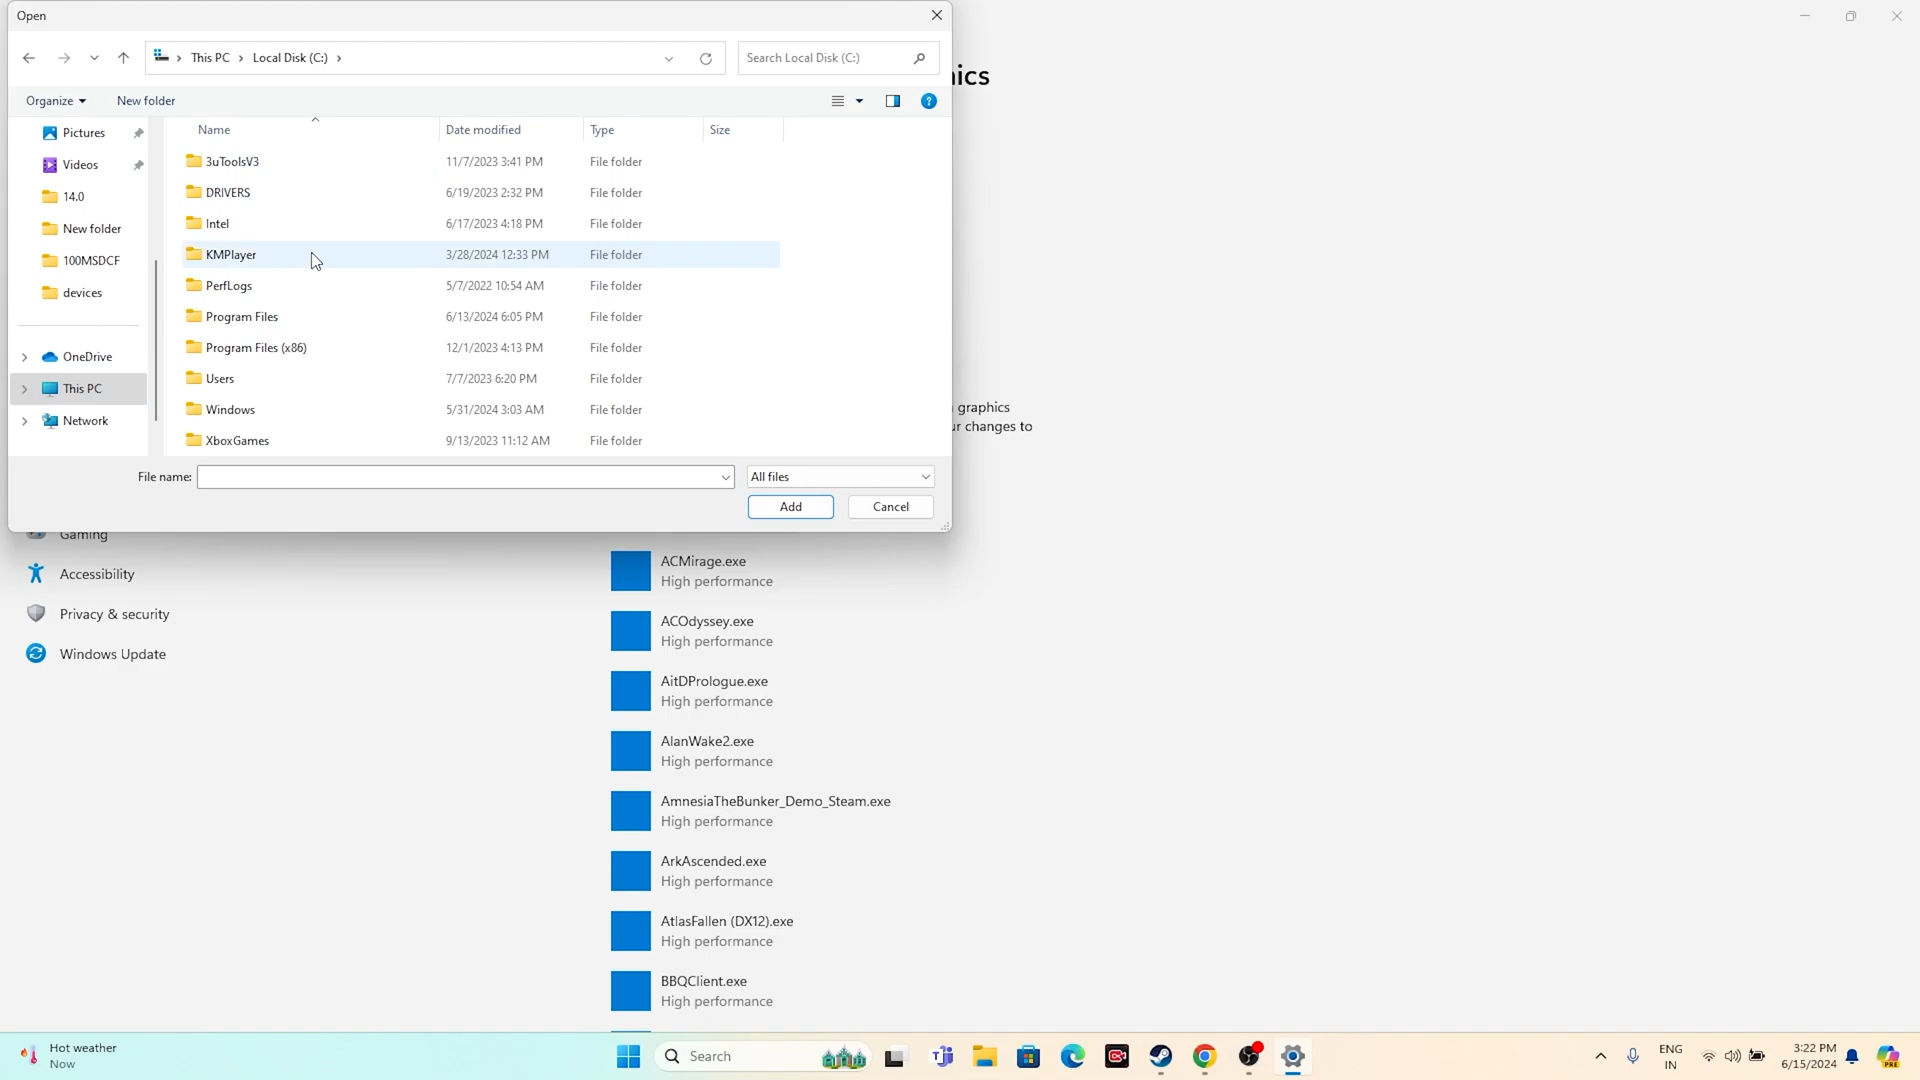 Open
This PC
Local Disk (C:)
Search Local Disk (C:)
Organize
New folder
Name
Date modified
Type
Size
Pictures
Videos
14.0
New folder
100MSDCF
devices
OneDrive
This PC
Network
3uToolsV3 11/7/2023 3:41 PM File folder
DRIVERS 6/19/2023 2:32 PM File folder
Intel 6/17/2023 4:18 PM File folder
KMPlayer 3/28/2024 12:33 PM File folder
PerfLogs 5/7/2022 10:54 AM File folder
Program Files 6/13/2024 6:05 PM File folder
Program Files (x86) 12/1/2023 4:13 PM File folder
Users 7/7/2023 6:20 PM File folder
Windows 5/31/2024 3:03 AM File folder
XboxGames 9/13/2023 11:12 AM File folder
File name:
All files
Add
Cancel
ics
graphics
ur changes to
Gaming
Accessibility
Privacy & security
Windows Update
ACMirage.exe
High performance
ACOdyssey.exe
High performance
AitDPrologue.exe
High performance
AlanWake2.exe
High performance
AmnesiaTheBunker_Demo_Steam.exe
High performance
ArkAscended.exe
High performance
AtlasFallen (DX12).exe
High performance
BBQClient.exe
High performance
Hot weather
Now
Search
ENG
IN
3:22 PM
6/15/2024
PRE